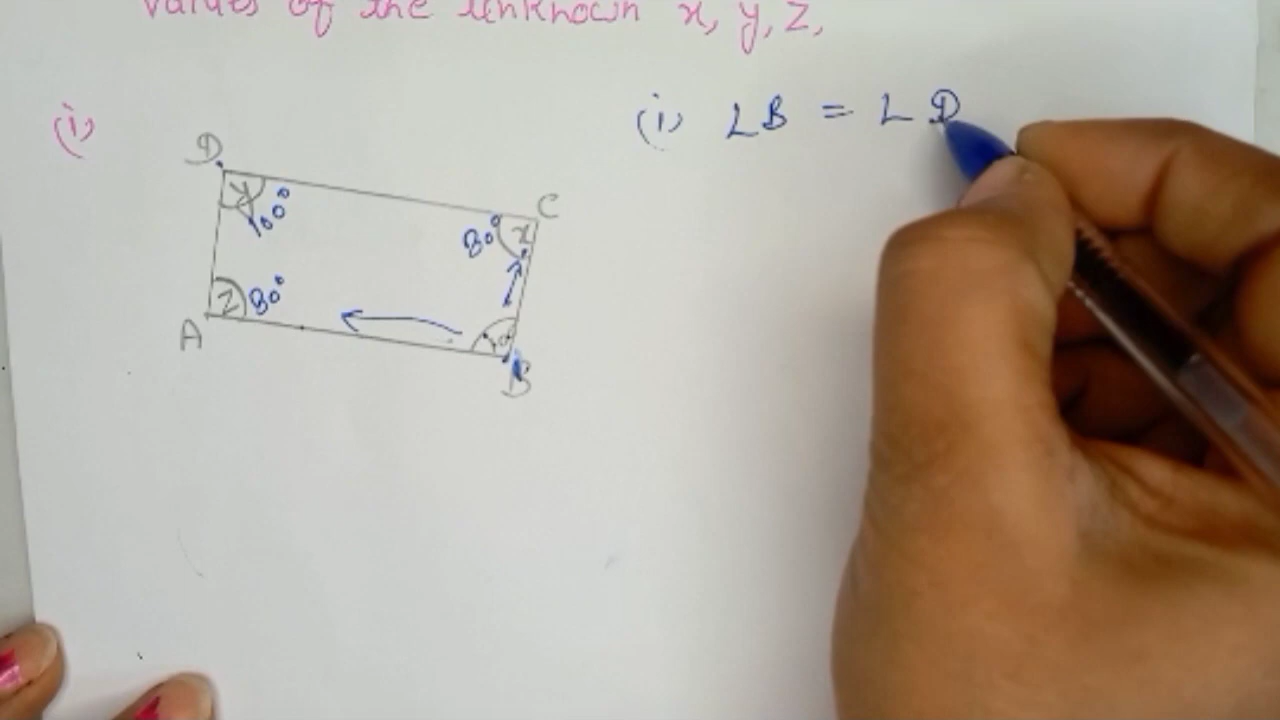 values of the unknown x, y, z,
(i)
(i) ∠B = ∠D
D
y
100°
C
80° x
z 80°
A
B